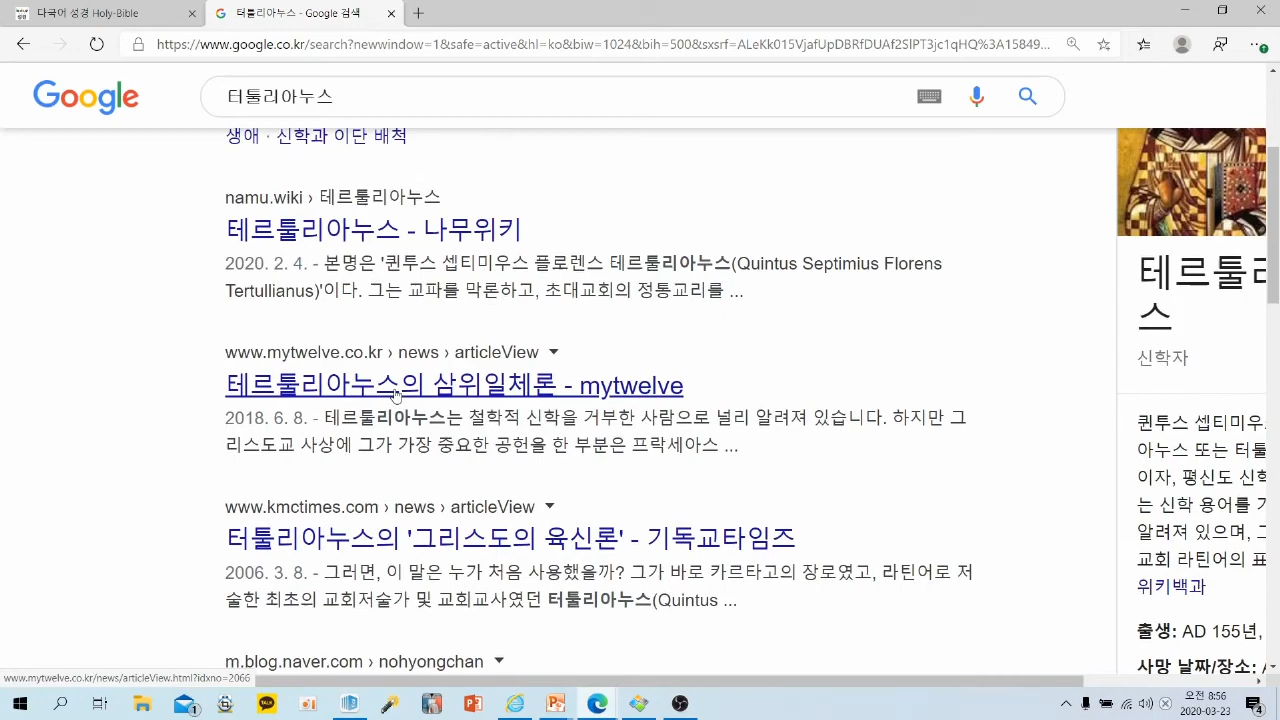 다국어 성경 Holy-Bible
터툴리아누스 - Google 검색
https://www.google.co.kr/search?newwindow=1&safe=active&hl=ko&biw=1024&bih=500&sxsrf=ALeKk015VjafUpDBRfDUAf2SlPT3jc1qHQ%3A15849...
Google
터툴리아누스
생애 · 신학과 이단 배척
namu.wiki › 테르툴리아누스
테르툴리아누스 - 나무위키
2020. 2. 4. - 본명은 '퀸투스 셉티미우스 플로렌스 테르툴리아누스(Quintus Septimius Florens
Tertullianus)'이다. 그는 교파를 막론하고, 초대교회의 정통교리를 ...
www.mytwelve.co.kr › news › articleView
테르툴리아누스의 삼위일체론 - mytwelve
2018. 6. 8. - 테르툴리아누스는 철학적 신학을 거부한 사람으로 널리 알려져 있습니다. 하지만 그
리스도교 사상에 그가 가장 중요한 공헌을 한 부분은 프락세아스 ...
www.kmctimes.com › news › articleView
터툴리아누스의 '그리스도의 육신론' - 기독교타임즈
2006. 3. 8. - 그러면, 이 말은 누가 처음 사용했을까? 그가 바로 카르타고의 장로였고, 라틴어로 저
술한 최초의 교회저술가 및 교회교사였던 터툴리아누스(Quintus ...
m.blog.naver.com › nohyongchan
테르툴리
스
신학자
퀸투스 셉티미우
아누스 또는 터툴
이자, 평신도 신학
는 신학 용어를 
알려져 있으며, 그
교회 라틴어의 표
위키백과
출생: AD 155년,
사망 날짜/장소:
www.mytwelve.co.kr/news/articleView.html?idxno=2066
오전 8:56
2020-03-23